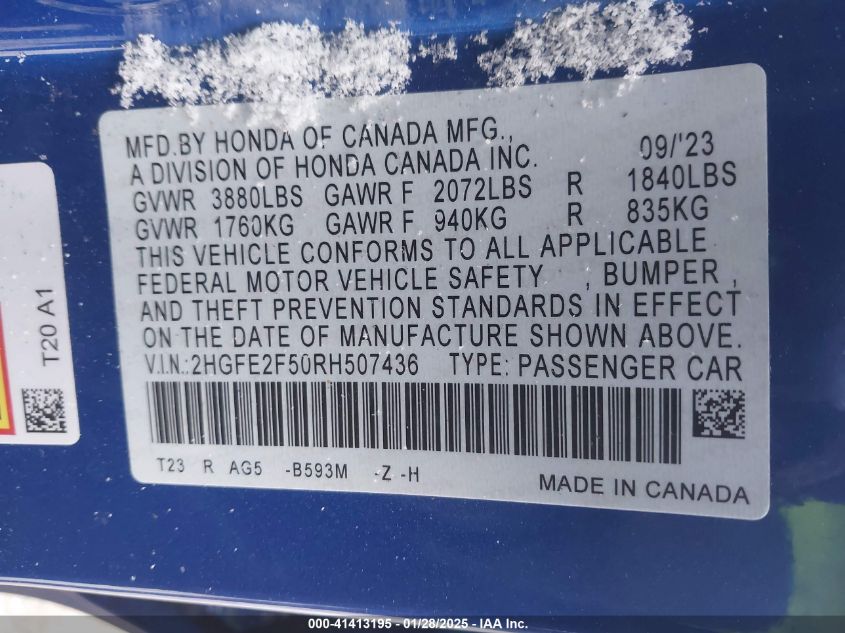 MFD.BY HONDA OF CANADA MFG., 09/'23
A DIVISION OF HONDA CANADA INC.
GVWR 3880LBS GAWR F 2072LBS R 1840LBS
GVWR 1760KG GAWR F 940KG R 835KG
THIS VEHICLE CONFORMS TO ALL APPLICABLE
FEDERAL MOTOR VEHICLE SAFETY , BUMPER ,
AND THEFT PREVENTION STANDARDS IN EFFECT
ON THE DATE OF MANUFACTURE SHOWN ABOVE.
V.I.N.:2HGFE2F50RH507436 TYPE: PASSENGER CAR
T23 R AG5 -B593M -Z -H
MADE IN CANADA
T20 A1
000-41413195 - 01/28/2025 - IAA Inc.